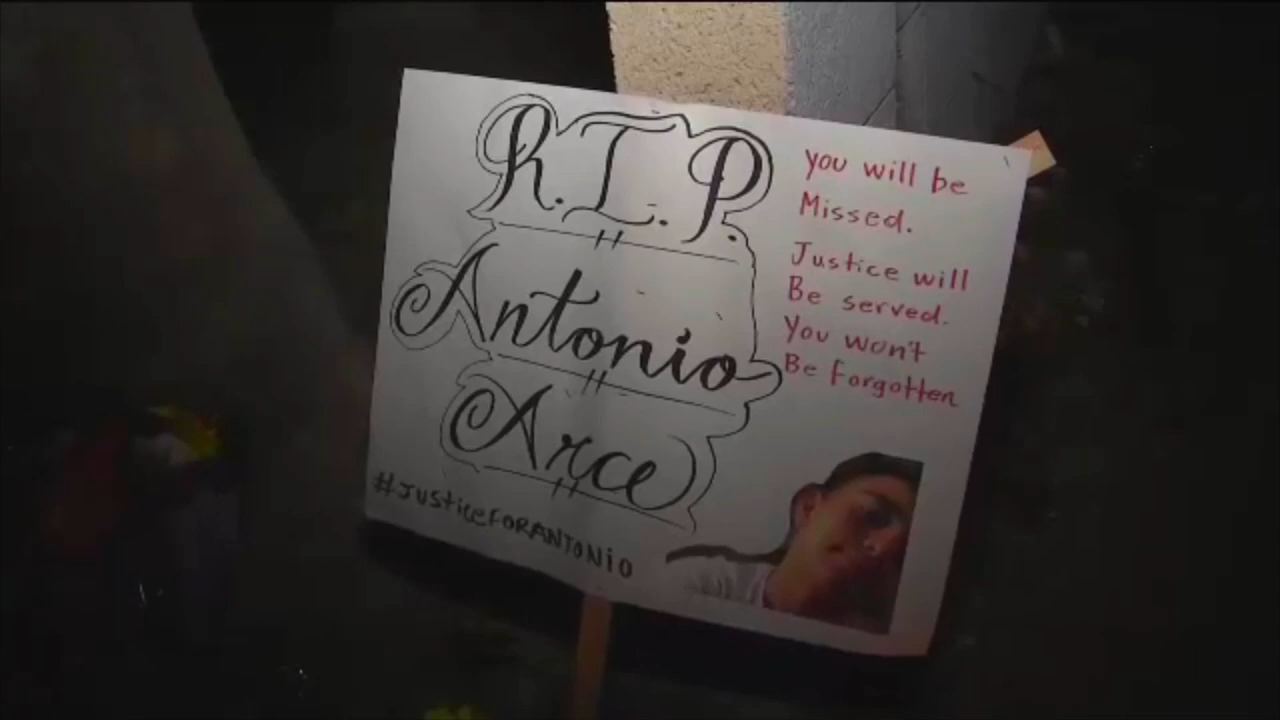 R.I.P.
Antonio
Arce
#JUSTICEFORANTONIO
you will be
Missed.
Justice will
Be served.
You won't
Be forgotten